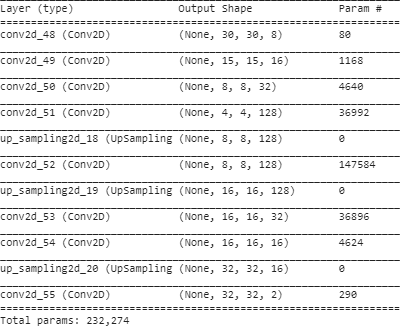 Layer (type) Output Shape Param #
conv2d_48 (Conv2D) (None, 30, 30, 8) 80
conv2d_49 (Conv2D) (None, 15, 15, 16) 1168
conv2d_50 (Conv2D) (None, 8, 8, 32) 4640
conv2d_51 (Conv2D) (None, 4, 4, 128) 36992
up_sampling2d_18 (UpSampling (None, 8, 8, 128) 0
conv2d_52 (Conv2D) (None, 8, 8, 128) 147584
up_sampling2d_19 (UpSampling (None, 16, 16, 128) 0
conv2d_53 (Conv2D) (None, 16, 16, 32) 36896
conv2d_54 (Conv2D) (None, 16, 16, 16) 4624
up_sampling2d_20 (UpSampling (None, 32, 32, 16) 0
conv2d_55 (Conv2D) (None, 32, 32, 2) 290
Total params: 232,274